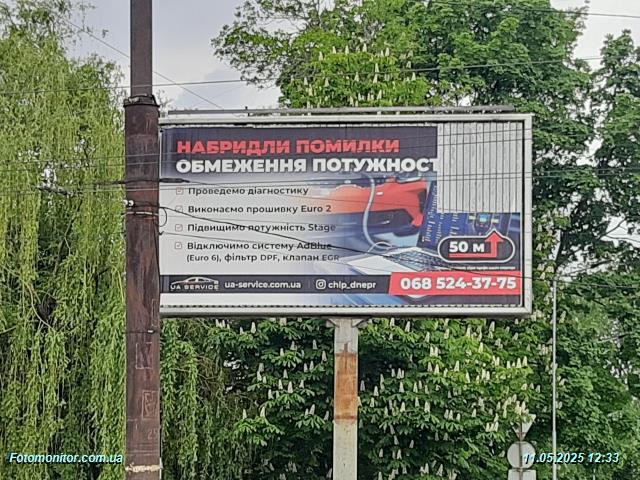 НАБРИДЛИ ПОМИЛКИ
ОБМЕЖЕННЯ ПОТУЖНОСТ
Проведемо діагностику
Виконаємо прошивку Euro 2
Підвищимо потужність Stage
Відключимо систему AdBlue
(Euro 6), фільтр DPF, клапан EGR
50 м
UA SERVICE
ua-service.com.ua
chip_dnepr
068 524-37-75
Fotomonitor.com.ua
11.05.2025 12:33